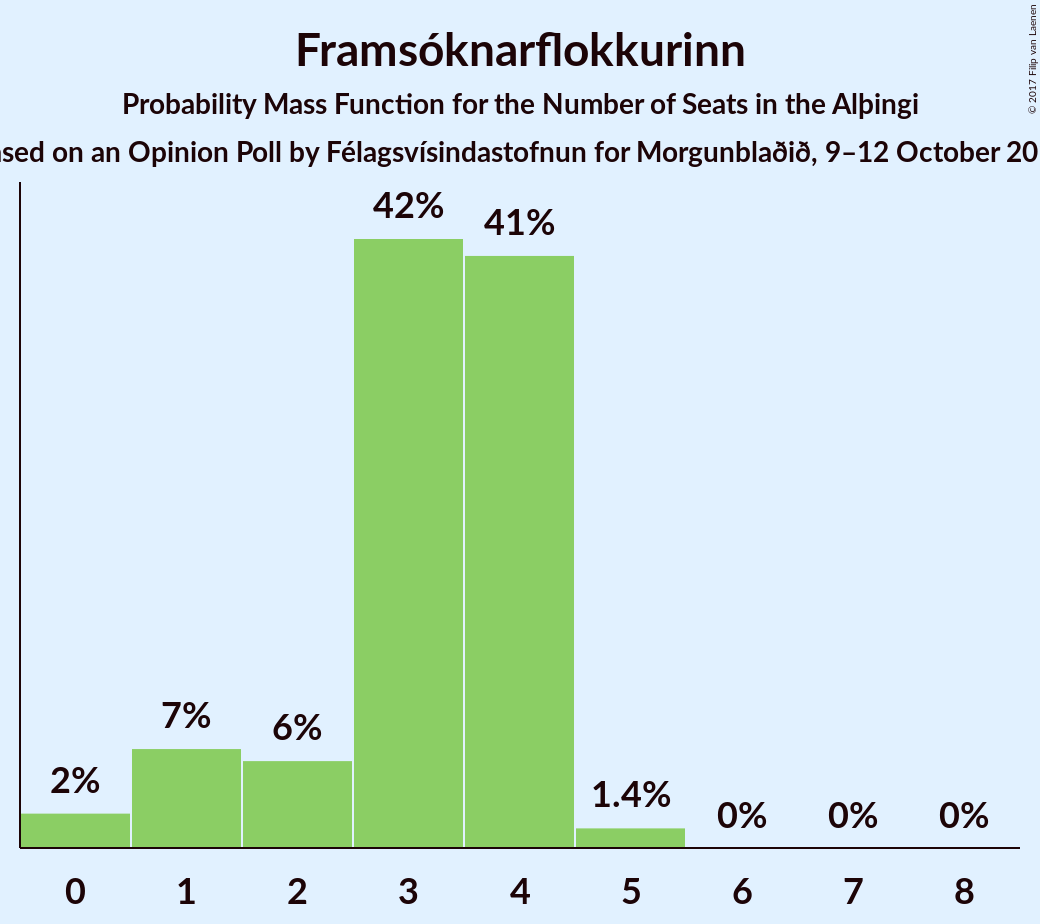 Framsóknarflokkurinn
Probability Mass Function for the Number of Seats in the Alþingi
on an Opinion Poll by Félagsvísindastofnun for Morgunblaðið, 9–12 October
42%
41%
7%
6%
2%
1.4%
0%
0%
0%
0 1 2 3 4 5 6 7 8
© 2017 Filip van Laenen